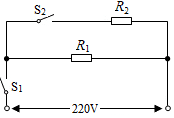 S₂ R₂
R₁
S₁
220V